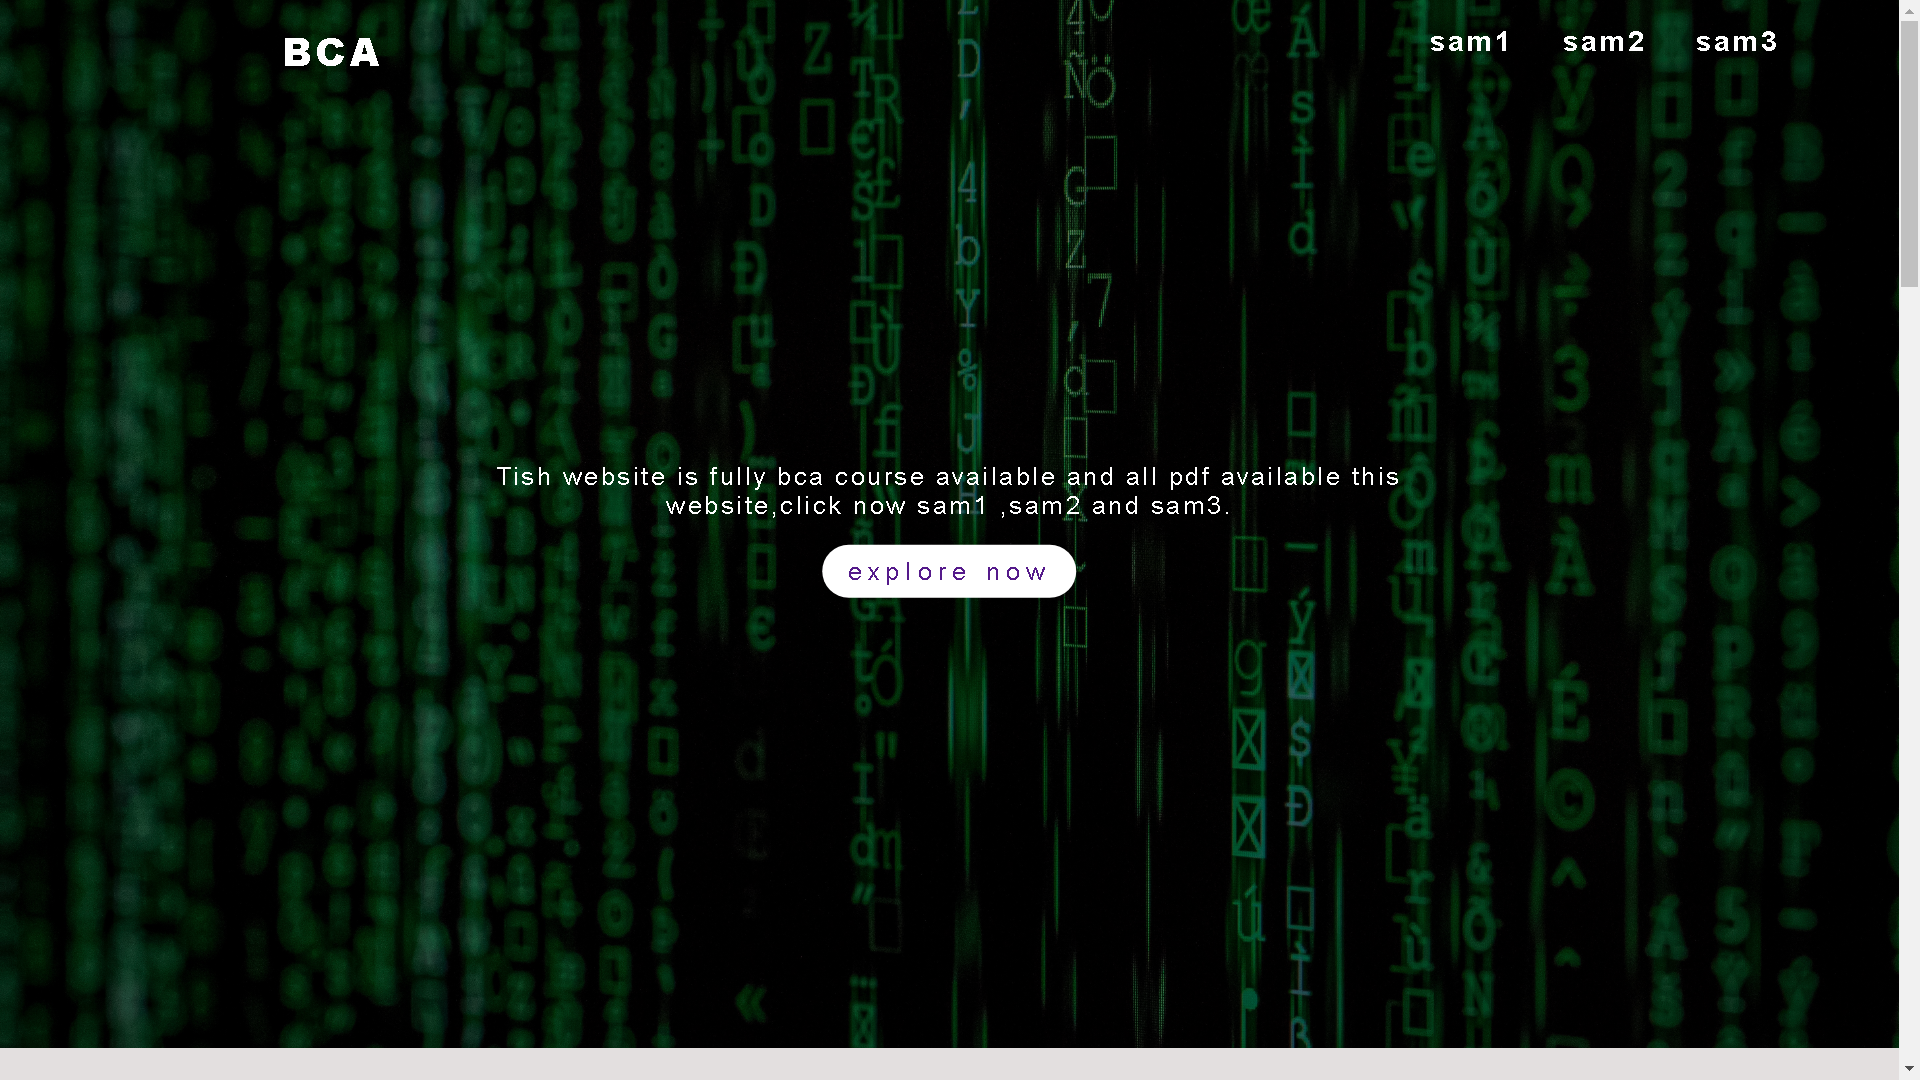 BCA
sam1 sam2 sam3
Tish website is fully bca course available and all pdf available this
website,click now sam1 ,sam2 and sam3.
explore now